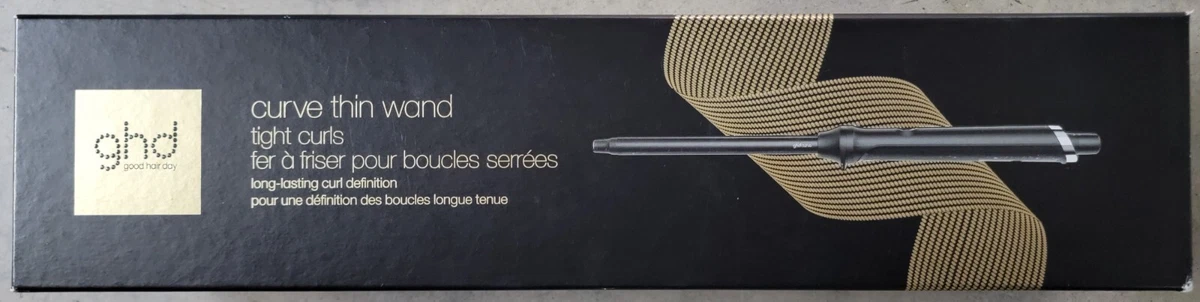 ghd
good hair day
curve thin wand
tight curls
fer à friser pour boucles serrées
long-lasting curl definition
pour une définition des boucles longue tenue